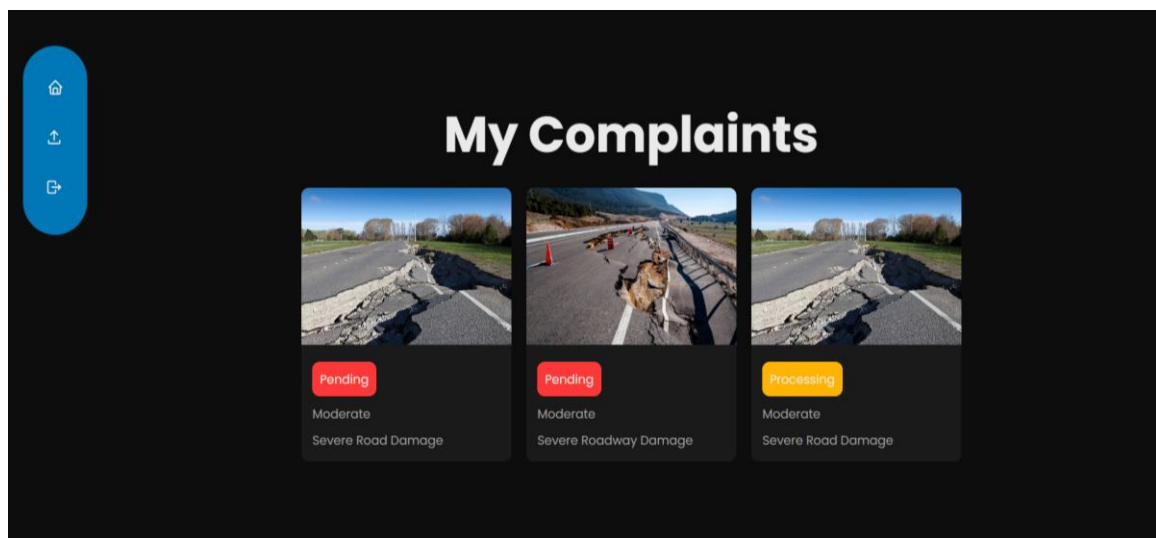 My Complaints
Pending
Moderate
Severe Road Damage
Pending
Moderate
Severe Roadway Damage
Processing
Moderate
Severe Road Damage